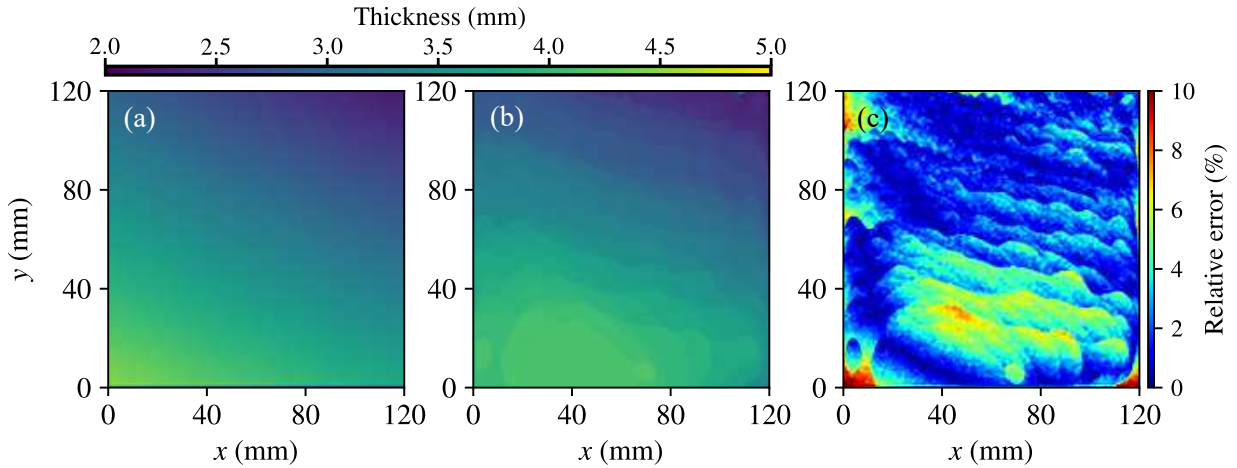 Thickness (mm)
2.0 2.5 3.0 3.5 4.0 4.5 5.0
120 (a) 120 (b) 120 (c) 10
8
80 80 80
6
y (mm) Relative error (%)
4
40 40 40
2
0 0 0 0
0 40 80 120 0 40 80 120 0 40 80 120
x (mm) x (mm) x (mm)